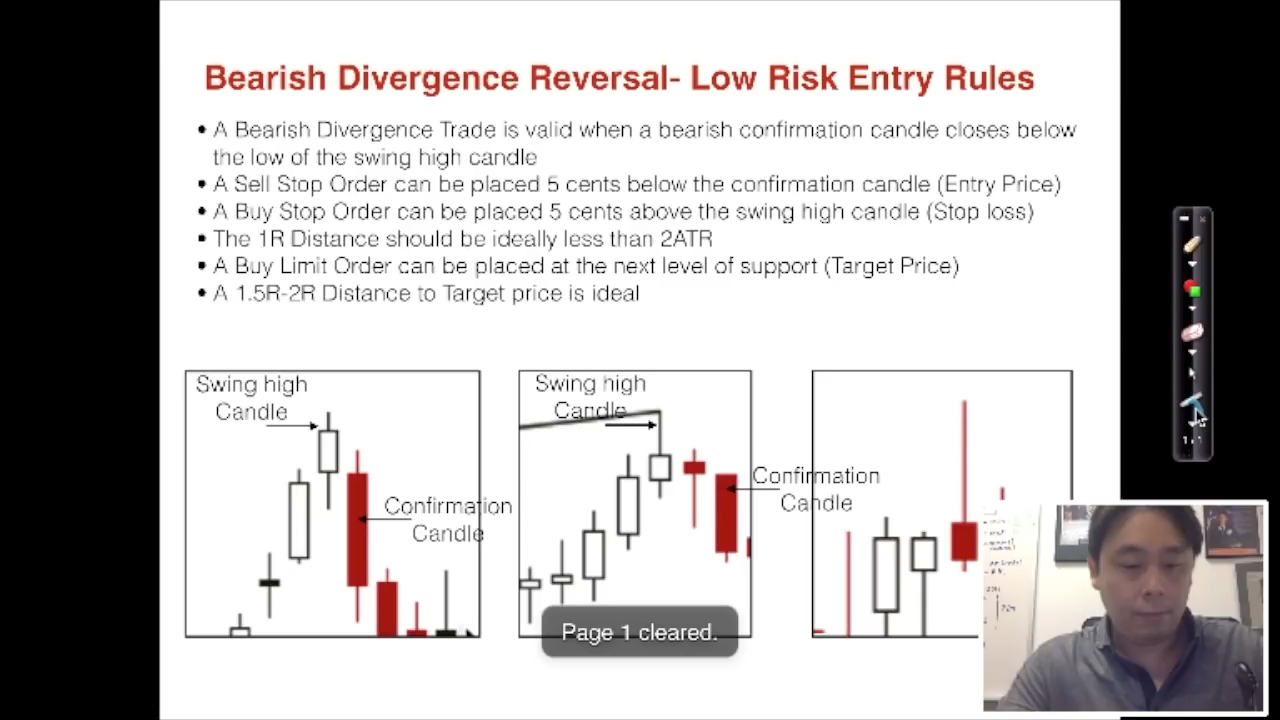 Bearish Divergence Reversal- Low Risk Entry Rules
• A Bearish Divergence Trade is valid when a bearish confirmation candle closes below
the low of the swing high candle
• A Sell Stop Order can be placed 5 cents below the confirmation candle (Entry Price)
• A Buy Stop Order can be placed 5 cents above the swing high candle (Stop loss)
• The 1R Distance should be ideally less than 2ATR
• A Buy Limit Order can be placed at the next level of support (Target Price)
• A 1.5R-2R Distance to Target price is ideal
Swing high
Candle
Confirmation
Candle
Swing high
Candle
Confirmation
Candle
Page 1 cleared.